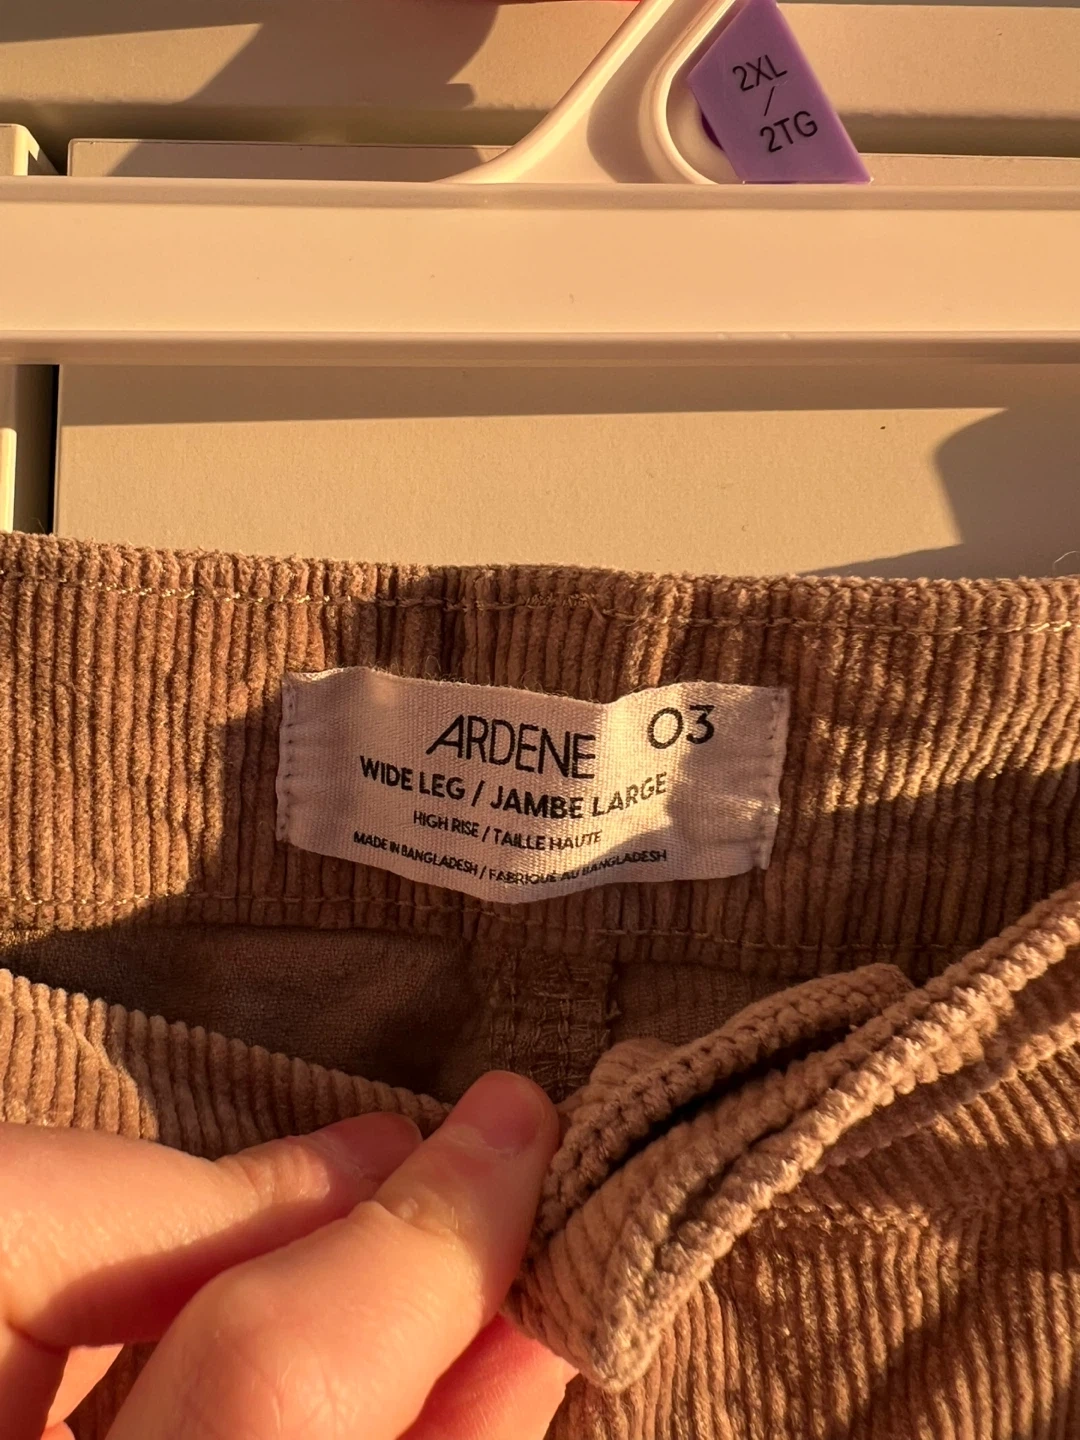 2XL
/
2TG
ARDENE 03
WIDE LEG / JAMBE LARGE
HIGH RISE / TAILLE HAUTE
MADE IN BANGLADESH / FABRIQUÉ AU BANGLADESH